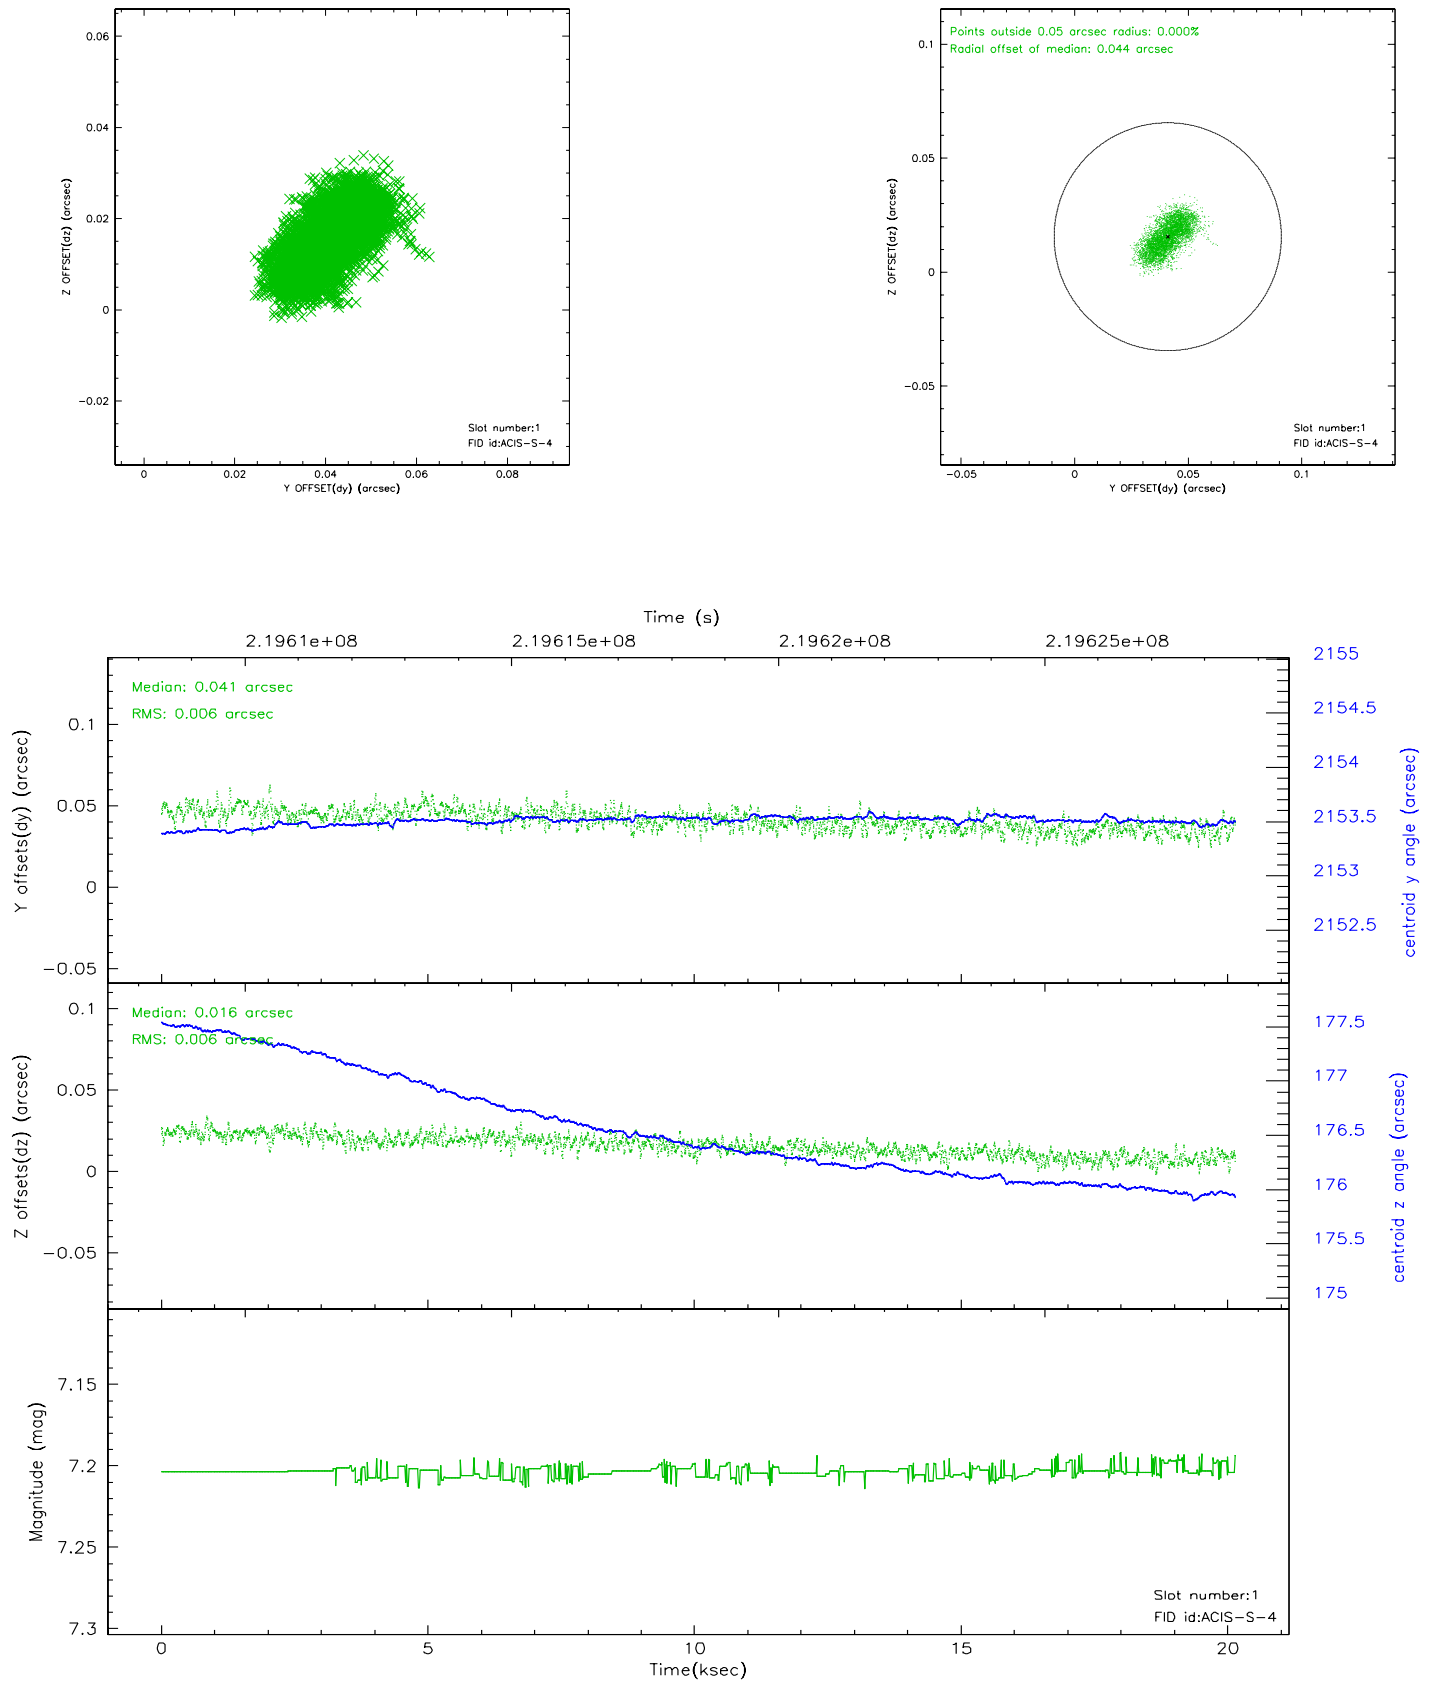 0.06
0.04
0.02
0
−0.02
Z OFFSET(dz) (arcsec)
Slot number:1
FID id:ACIS−S−4
0
0.02
0.04
0.06
0.08
Y OFFSET(dy) (arcsec)
Points outside 0.05 arcsec radius: 0.000%
Radial offset of median: 0.044 arcsec
0.1
0.05
0
−0.05
Z OFFSET(dz) (arcsec)
Slot number:1
FID id:ACIS−S−4
−0.05
0
0.05
0.1
Y OFFSET(dy) (arcsec)
Time (s)
2.1961e+08
2.19615e+08
2.1962e+08
2.19625e+08
Median: 0.041 arcsec
RMS: 0.006 arcsec
0.1
0.05
0
−0.05
Y offsets(dy) (arcsec)
2155
2154.5
2154
2153.5
2153
2152.5
centroid y angle (arcsec)
Median: 0.016 arcsec
RMS: 0.006 arcsec
0.1
0.05
0
−0.05
Z offsets(dz) (arcsec)
177.5
177
176.5
176
175.5
175
centroid z angle (arcsec)
7.15
7.2
7.25
7.3
Magnitude (mag)
Slot number:1
FID id:ACIS−S−4
0
5
10
15
20
Time(ksec)